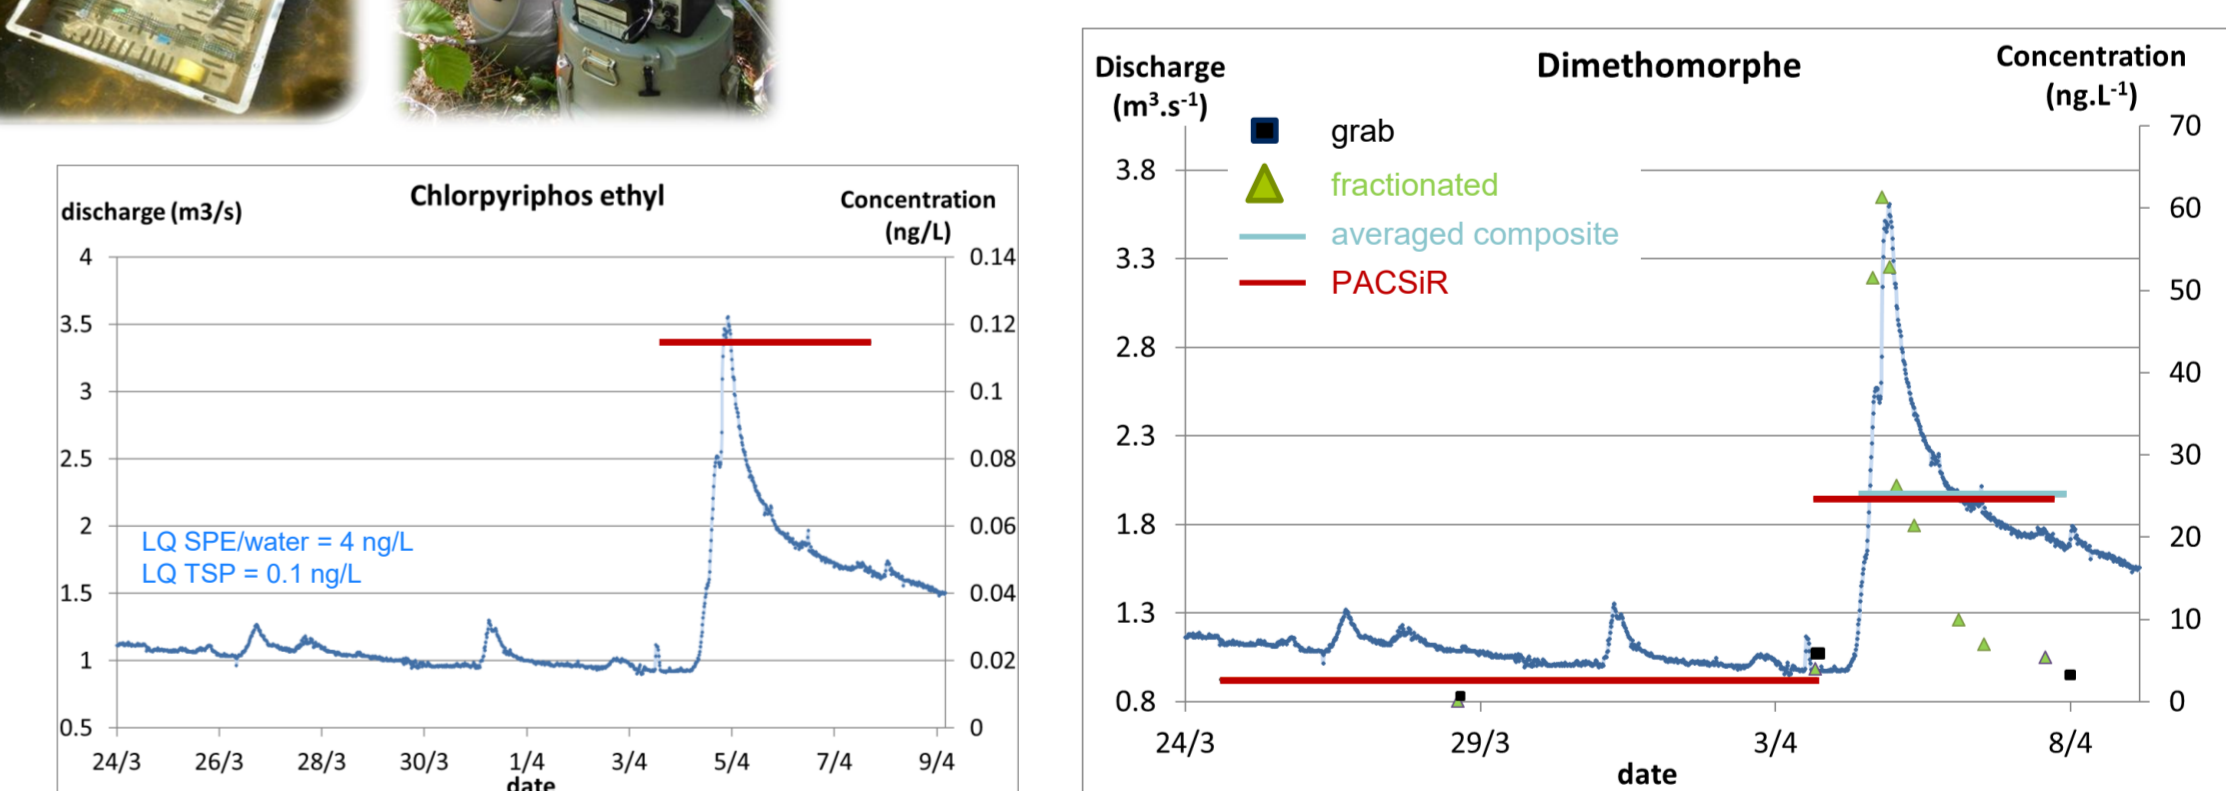 Chlorpyriphos ethyl
discharge (m3/s)
Concentration
(ng/L)
4
3.5
3
2.5
2
1.5
1
0.5
0.14
0.12
0.1
0.08
0.06
0.04
0.02
0
LQ SPE/water = 4 ng/L
LQ TSP = 0.1 ng/L
24/3 26/3 28/3 30/3 1/4 3/4 5/4 7/4 9/4
date
Dimethomorphe
Discharge
(m³.s⁻¹)
Concentration
(ng.L⁻¹)
grab
fractionated
averaged composite
PACSiR
3.8
3.3
2.8
2.3
1.8
1.3
0.8
70
60
50
40
30
20
10
0
24/3 29/3 3/4 8/4
date